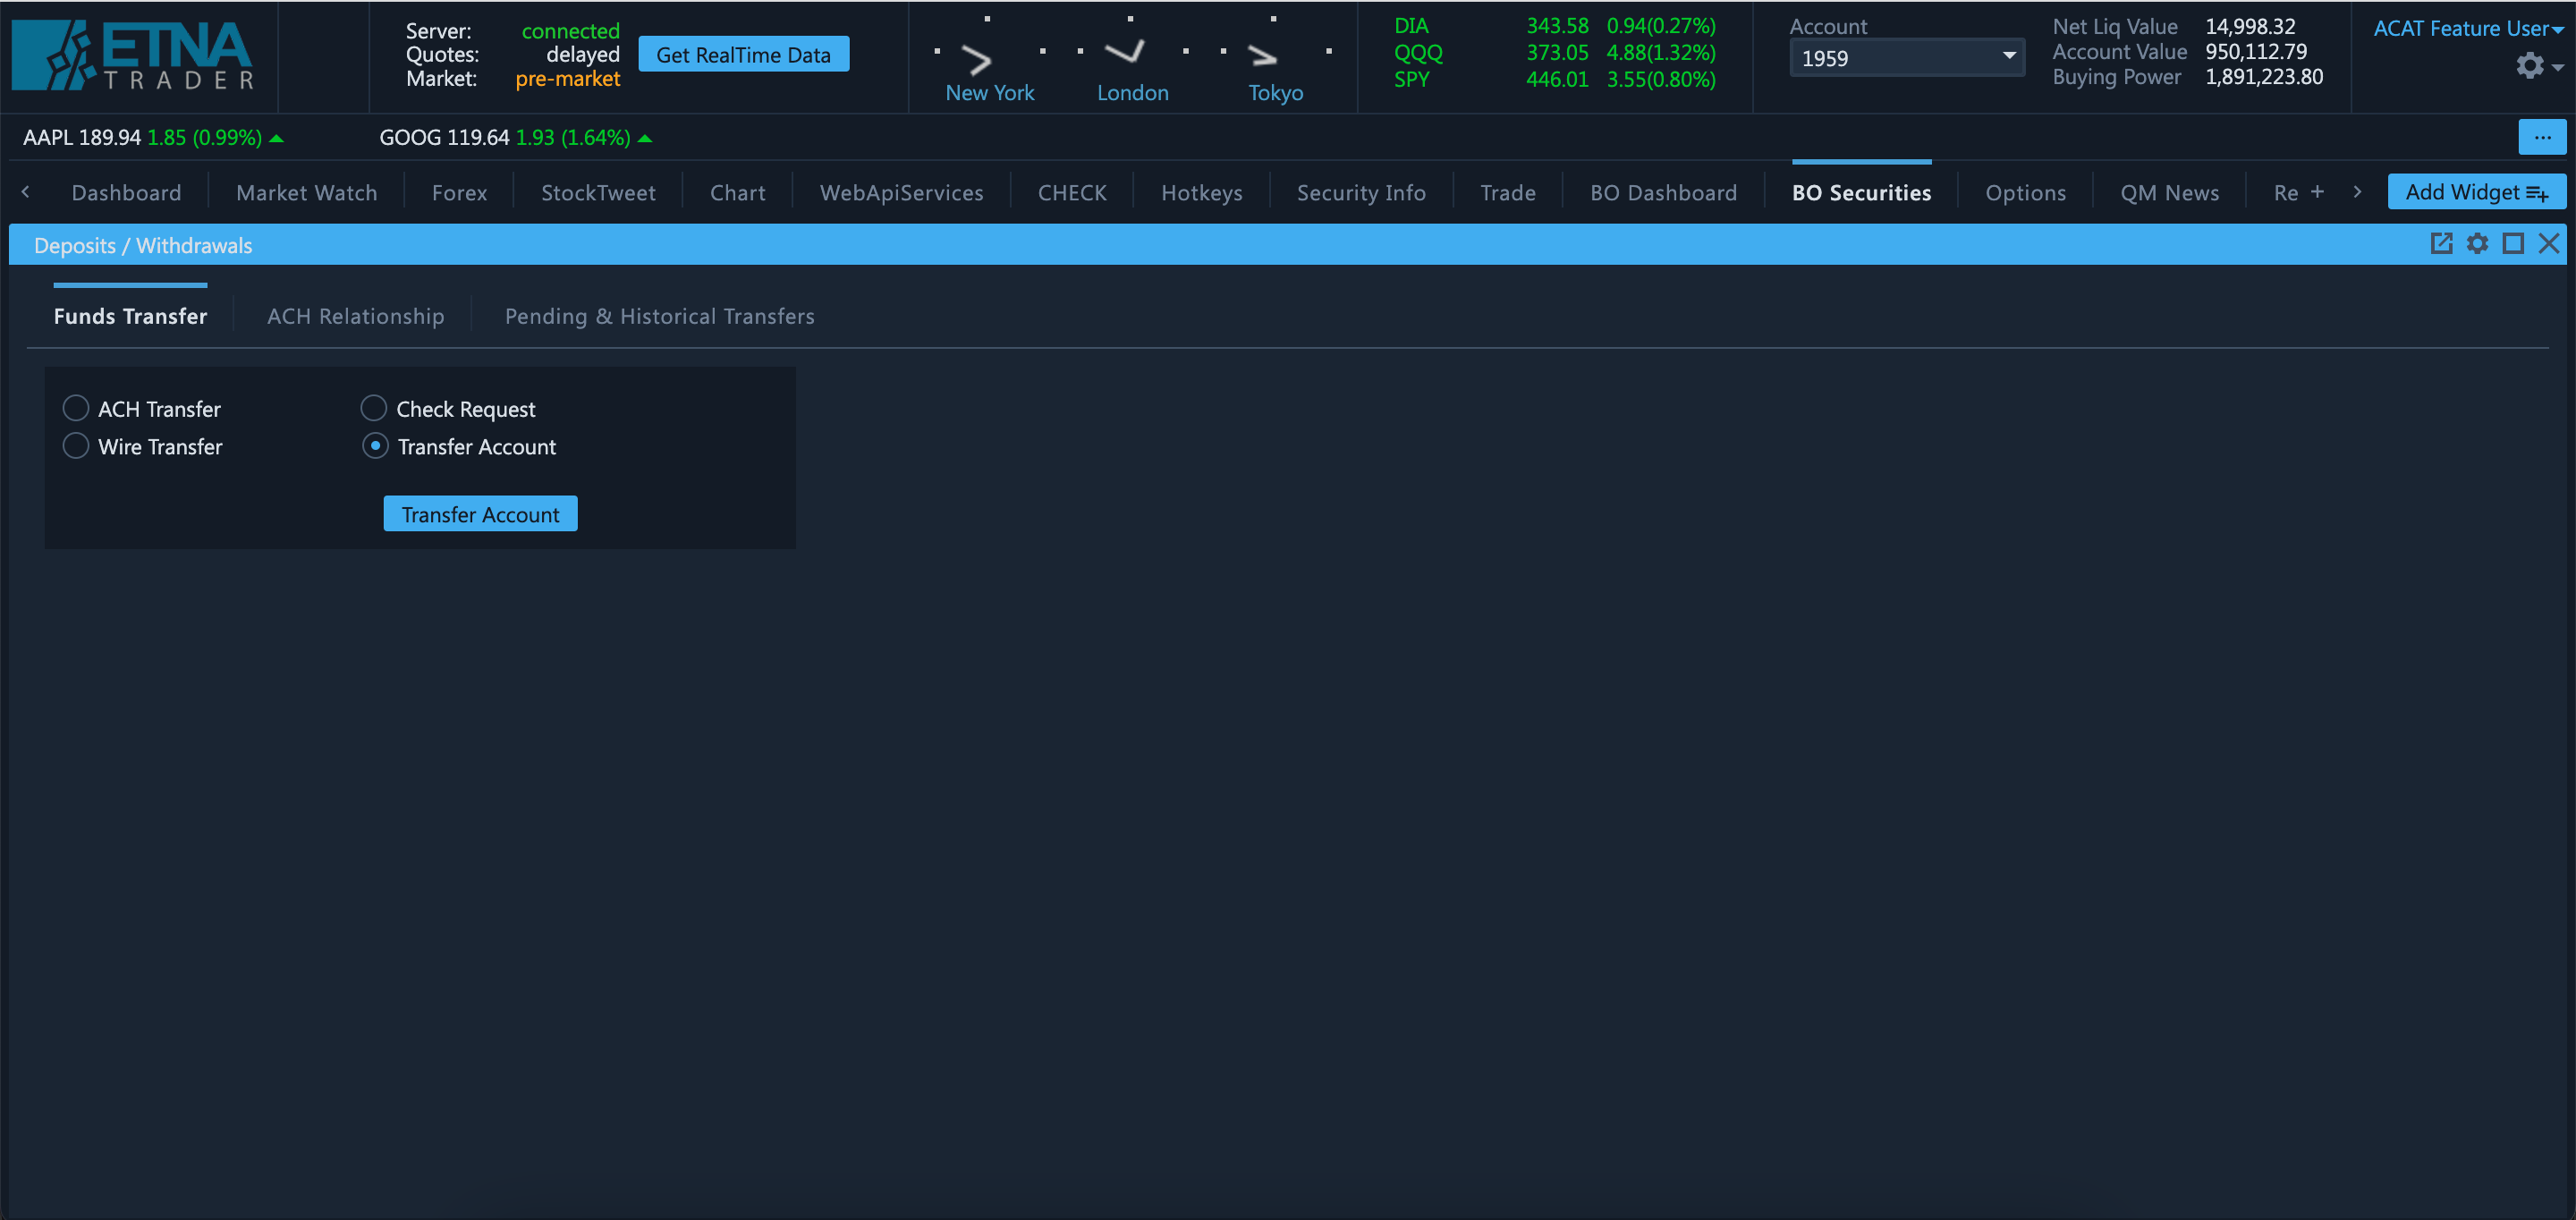 ETNA
TRADER
Server: connected
Quotes: delayed
Market: pre-market
Get RealTime Data
New York
London
Tokyo
DIA 343.58 0.94(0.27%)
QQQ 373.05 4.88(1.32%)
SPY 446.01 3.55(0.80%)
Account
1959
Net Liq Value 14,998.32
Account Value 950,112.79
Buying Power 1,891,223.80
ACAT Feature User
AAPL 189.94 1.85 (0.99%)
GOOG 119.64 1.93 (1.64%)
...
Dashboard Market Watch Forex StockTweet Chart WebApiServices CHECK Hotkeys Security Info Trade BO Dashboard BO Securities Options QM News Re + Add Widget
Deposits / Withdrawals
Funds Transfer ACH Relationship Pending & Historical Transfers
ACH Transfer Check Request
Wire Transfer Transfer Account
Transfer Account